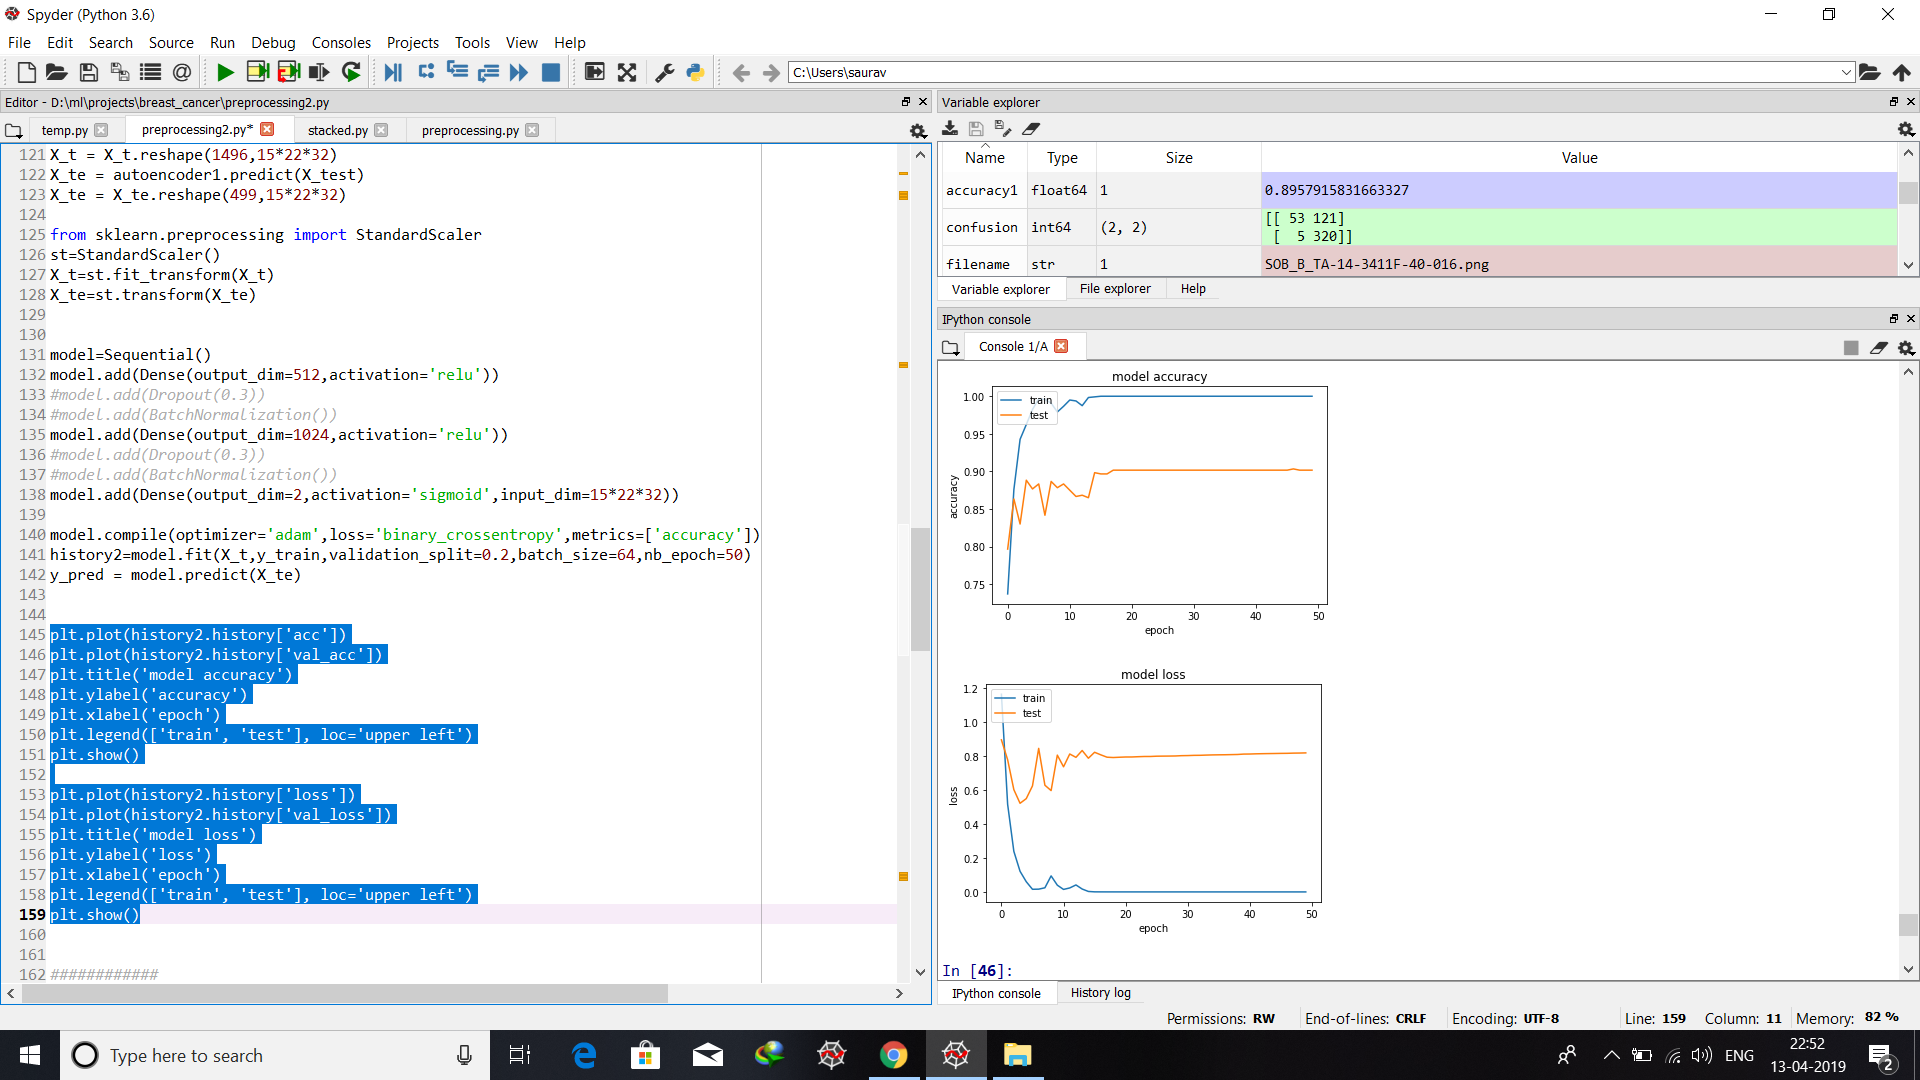 Spyder (Python 3.6)
File Edit Search Source Run Debug Consoles Projects Tools View Help
C:\Users\saurav
Editor - D:\ml\projects\breast_cancer\preprocessing2.py
temp.py preprocessing2.py* stacked.py preprocessing.py
121 X_t = X_t.reshape(1496,15*22*32)
122 X_te = autoencoder1.predict(X_test)
123 X_te = X_te.reshape(499,15*22*32)
124
125 from sklearn.preprocessing import StandardScaler
126 st=StandardScaler()
127 X_t=st.fit_transform(X_t)
128 X_te=st.transform(X_te)
129
130
131 model=Sequential()
132 model.add(Dense(output_dim=512,activation='relu'))
133 #model.add(Dropout(0.3))
134 #model.add(BatchNormalization())
135 model.add(Dense(output_dim=1024,activation='relu'))
136 #model.add(Dropout(0.3))
137 #model.add(BatchNormalization())
138 model.add(Dense(output_dim=2,activation='sigmoid',input_dim=15*22*32))
139
140 model.compile(optimizer='adam',loss='binary_crossentropy',metrics=['accuracy'])
141 history2=model.fit(X_t,y_train,validation_split=0.2,batch_size=64,nb_epoch=50)
142 y_pred = model.predict(X_te)
143
144
145 plt.plot(history2.history['acc'])
146 plt.plot(history2.history['val_acc'])
147 plt.title('model accuracy')
148 plt.ylabel('accuracy')
149 plt.xlabel('epoch')
150 plt.legend(['train', 'test'], loc='upper left')
151 plt.show()
152
153 plt.plot(history2.history['loss'])
154 plt.plot(history2.history['val_loss'])
155 plt.title('model loss')
156 plt.ylabel('loss')
157 plt.xlabel('epoch')
158 plt.legend(['train', 'test'], loc='upper left')
159 plt.show()
160
161
162 ############
Variable explorer
Name Type Size Value
accuracy1 float64 1 0.8957915831663327
confusion int64 (2, 2) [[ 53 121]
[ 5 320]]
filename str 1 SOB_B_TA-14-3411F-40-016.png
Variable explorer File explorer Help
IPython console
Console 1/A
model accuracy
train
test
1.00
0.95
0.90
0.85
0.80
0.75
accuracy
0 10 20 30 40 50
epoch
model loss
train
test
1.2
1.0
0.8
0.6
0.4
0.2
0.0
loss
0 10 20 30 40 50
epoch
In [46]:
IPython console History log
Permissions: RW End-of-lines: CRLF Encoding: UTF-8 Line: 159 Column: 11 Memory: 82 %
Type here to search
ENG
22:52
13-04-2019
2